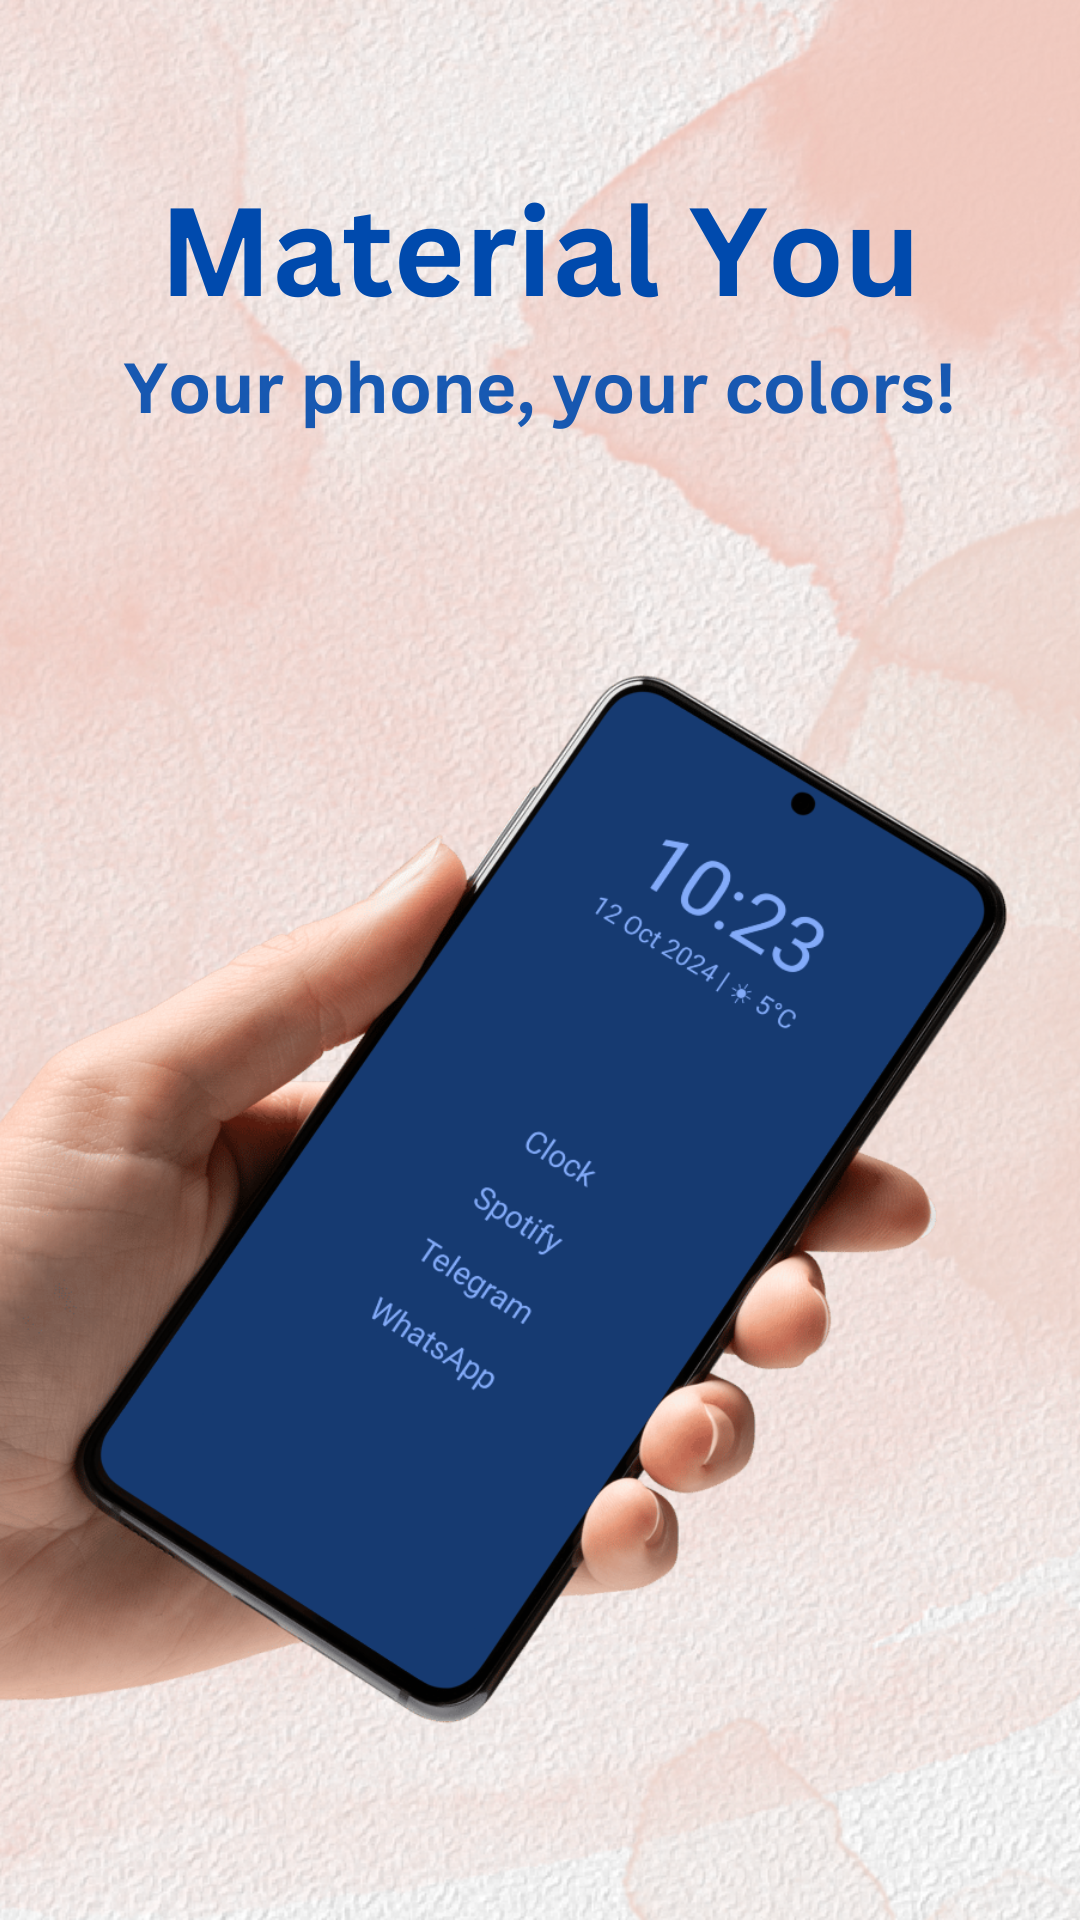 Material You
Your phone, your colors!
10:23
12 Oct 2024 | ☀ 5°C
Clock
Spotify
Telegram
WhatsApp